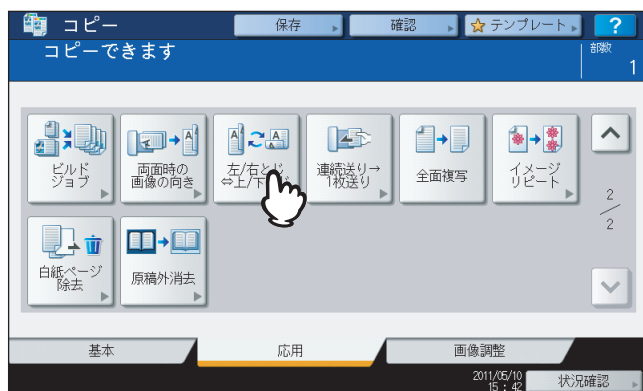 コピー
保存
確認
テンプレート
?
コピーできます
部数
1
ビルド
ジョブ
両面時の
画像の向き
左/右とじ
⇔上/下
連続送り→
1枚送り
全面複写
イメージ
リピート
2
2
白紙ページ
除去
原稿外消去
基本
応用
画像調整
2011/05/10
15 : 42
状況確認